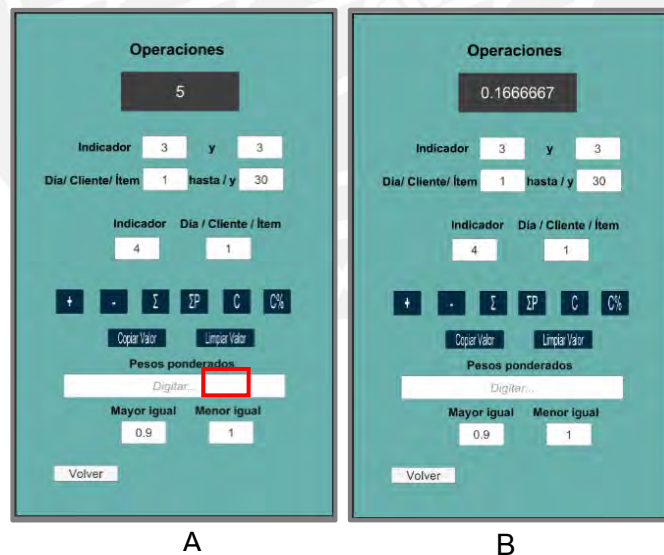 Operaciones
5
Indicador 3 y 3
Día/ Cliente/ Ítem 1 hasta / y 30
Indicador Día / Cliente / Ítem
4 1
+ - Σ ΣP C C%
Copiar Valor Limpiar Valor
Pesos ponderados
Digitar...
Mayor igual Menor igual
0.9 1
Volver
A
Operaciones
0.1666667
Indicador 3 y 3
Día/ Cliente/ Ítem 1 hasta / y 30
Indicador Día / Cliente / Ítem
4 1
+ - Σ ΣP C C%
Copiar Valor Limpiar Valor
Pesos ponderados
Digitar...
Mayor igual Menor igual
0.9 1
Volver
B